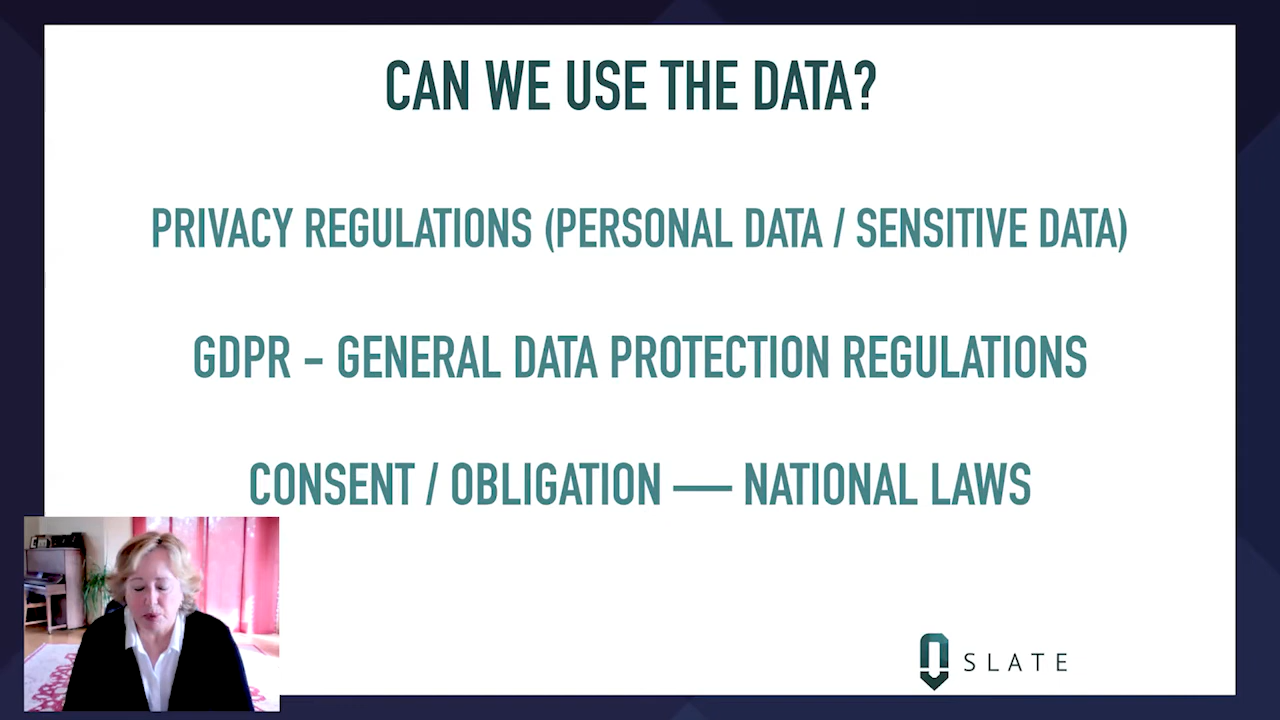 CAN WE USE THE DATA?
PRIVACY REGULATIONS (PERSONAL DATA / SENSITIVE DATA)
GDPR - GENERAL DATA PROTECTION REGULATIONS
CONSENT / OBLIGATION — NATIONAL LAWS
SLATE